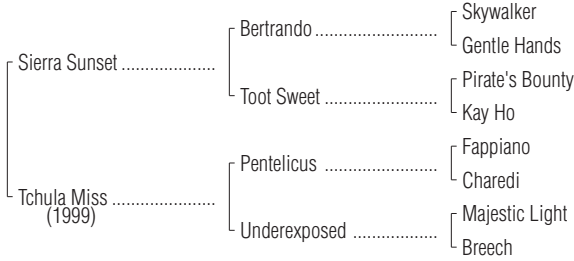 Skywalker
Bertrando
Gentle Hands
Sierra Sunset
Pirate's Bounty
Toot Sweet
Kay Ho
Fappiano
Pentelicus
Charedi
Tchula Miss
(1999)
Majestic Light
Underexposed
Breech